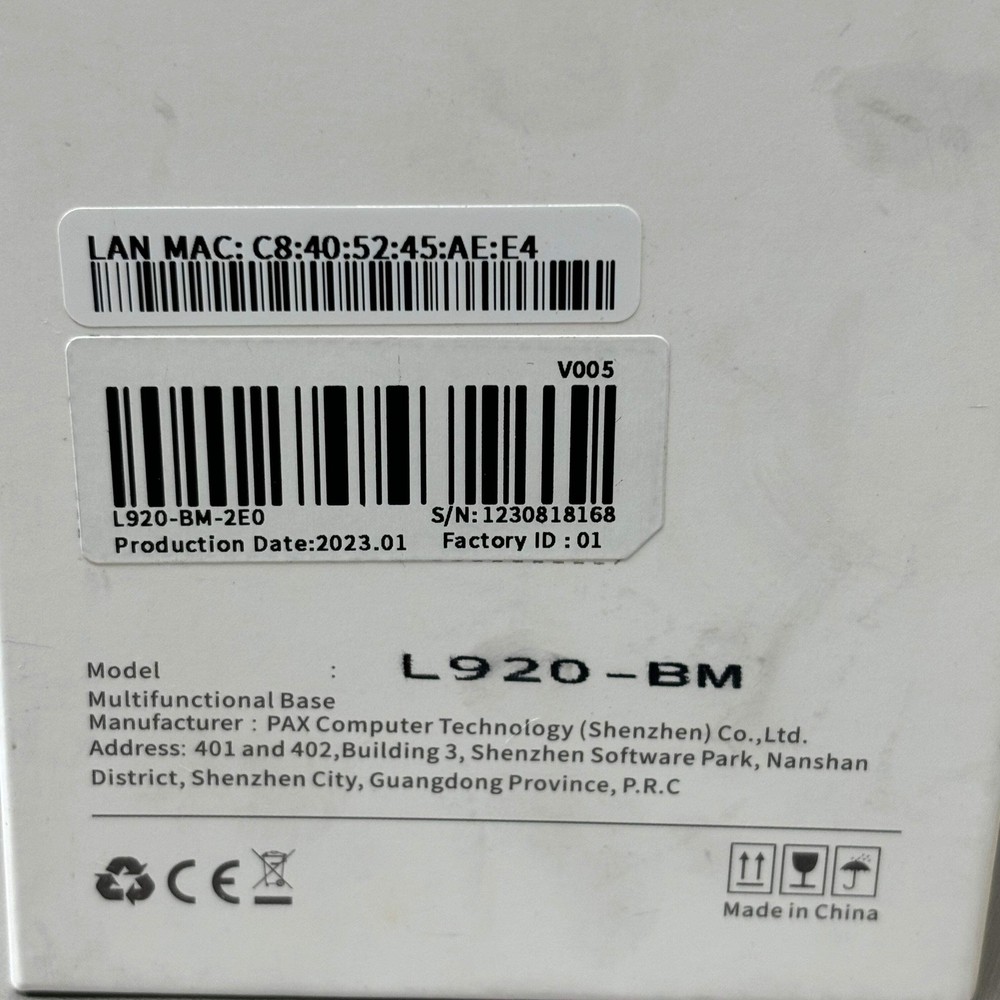 LAN MAC: C8:40:52:45:AE:E4
V005
L920-BM-2E0 S/N: 1230818168
Production Date:2023.01 Factory ID : 01
Model : L920-BM
Multifunctional Base
Manufacturer : PAX Computer Technology (Shenzhen) Co.,Ltd.
Address: 401 and 402,Building 3, Shenzhen Software Park, Nanshan
District, Shenzhen City, Guangdong Province, P.R.C
CE
Made in China